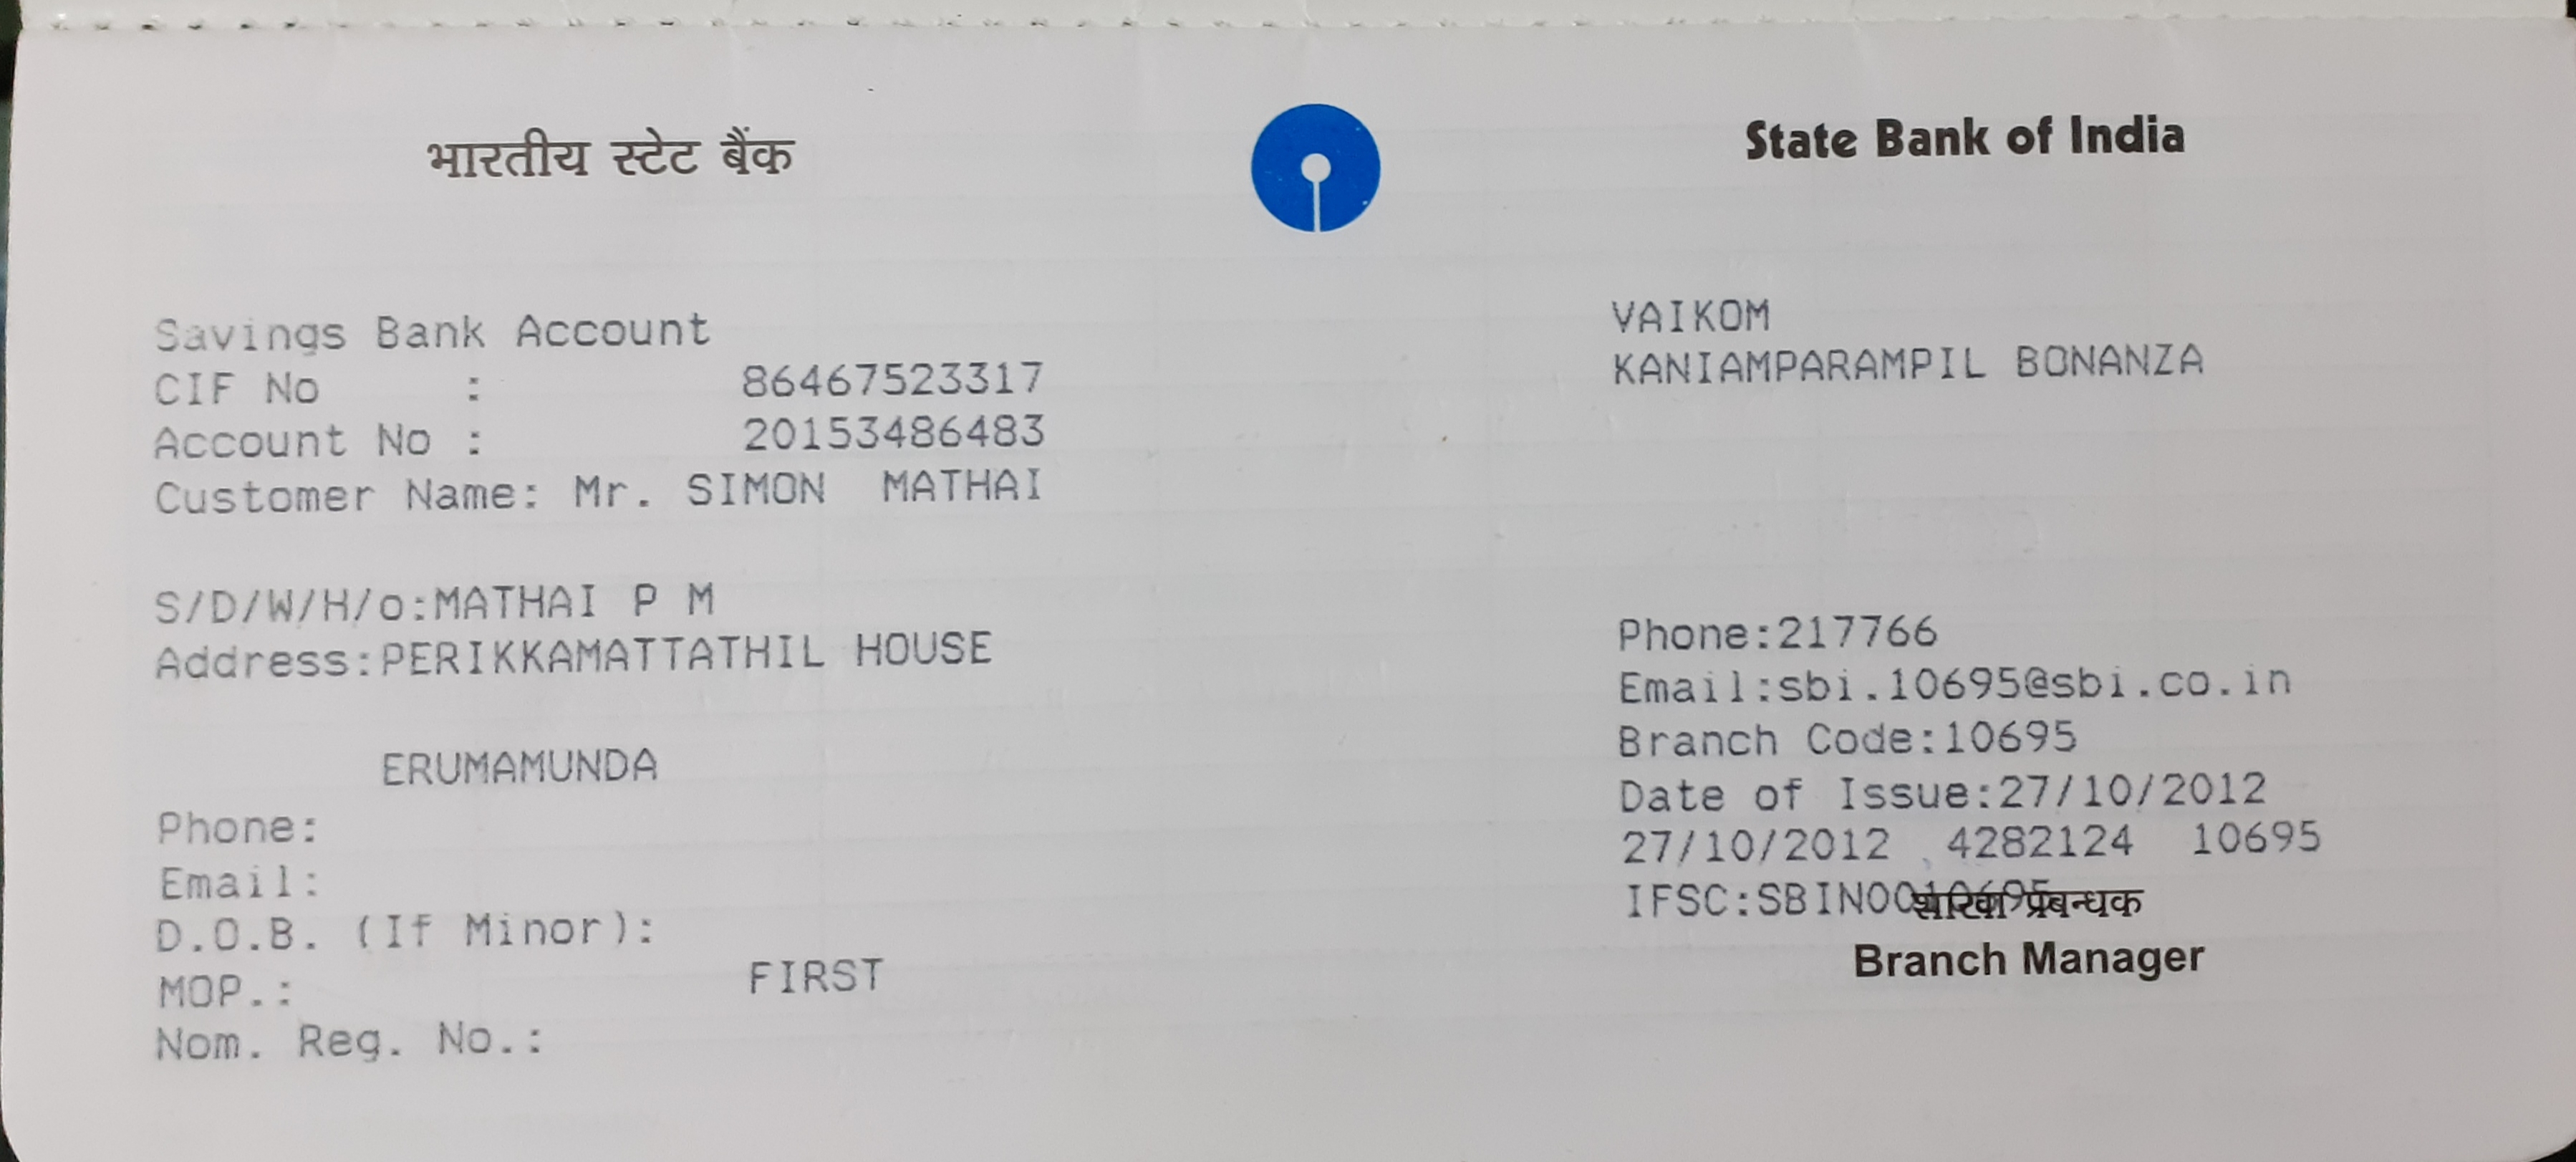 भारतीय स्टेट बैंक
State Bank of India
Savings Bank Account
CIF No : 86467523317
Account No : 20153486483
Customer Name: Mr. SIMON MATHAI
S/D/W/H/o:MATHAI P M
Address:PERIKKAMATTATHIL HOUSE
ERUMAMUNDA
Phone:
Email:
D.O.B. (If Minor):
MOP.: FIRST
Nom. Reg. No.:
VAIKOM
KANIAMPARAMPIL BONANZA
Phone:217766
Email:sbi.10695@sbi.co.in
Branch Code:10695
Date of Issue:27/10/2012
27/10/2012 4282124 10695
IFSC:SBIN0010695
शाखा प्रबन्धक
Branch Manager